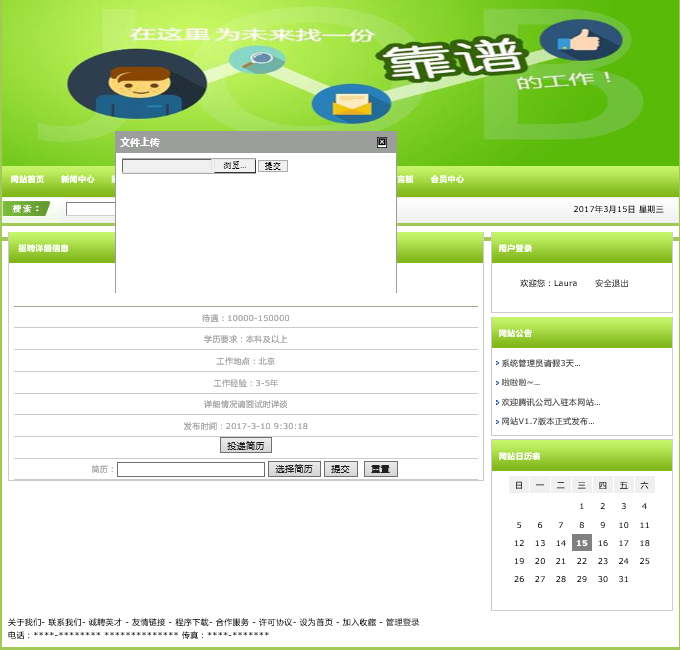 JOB
在这里为未来找一份
靠谱
的工作！
文件上传
浏览... 提交
网站首页 新闻中心 会员中心
搜索： 2017年3月15日 星期三
招聘详细信息
待遇：10000-150000
学历要求：本科及以上
工作地点：北京
工作经验：3-5年
详细情况请面试时详谈
发布时间：2017-3-10 9:30:18
投递简历
简历： 选择简历 提交 重置
用户登录
欢迎您：Laura 安全退出
网站公告
系统管理员请假3天...
啦啦啦~...
欢迎腾讯公司入驻本网站...
网站V1.7版本正式发布...
网站日历表
日 一 二 三 四 五 六
1 2 3 4
5 6 7 8 9 10 11
12 13 14 15 16 17 18
19 20 21 22 23 24 25
26 27 28 29 30 31
关于我们- 联系我们- 诚聘英才 - 友情链接 - 程序下载- 合作服务 - 许可协议- 设为首页 - 加入收藏 - 管理登录
电话：****-******** ************** 传真：****-*******